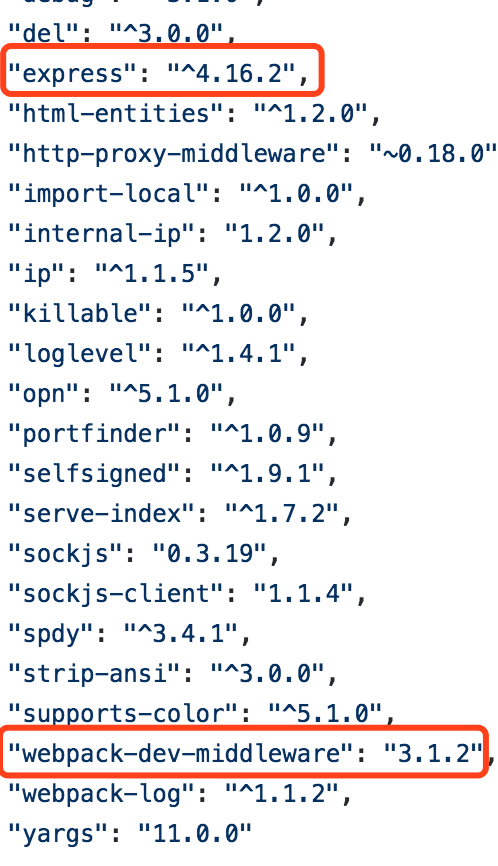 "debug": "^3.1.0",
"del": "^3.0.0",
"express": "^4.16.2",
"html-entities": "^1.2.0",
"http-proxy-middleware": "~0.18.0"
"import-local": "^1.0.0",
"internal-ip": "1.2.0",
"ip": "^1.1.5",
"killable": "^1.0.0",
"loglevel": "^1.4.1",
"opn": "^5.1.0",
"portfinder": "^1.0.9",
"selfsigned": "^1.9.1",
"serve-index": "^1.7.2",
"sockjs": "0.3.19",
"sockjs-client": "1.1.4",
"spdy": "^3.4.1",
"strip-ansi": "^3.0.0",
"supports-color": "^5.1.0",
"webpack-dev-middleware": "3.1.2",
"webpack-log": "^1.1.2",
"yargs": "11.0.0"